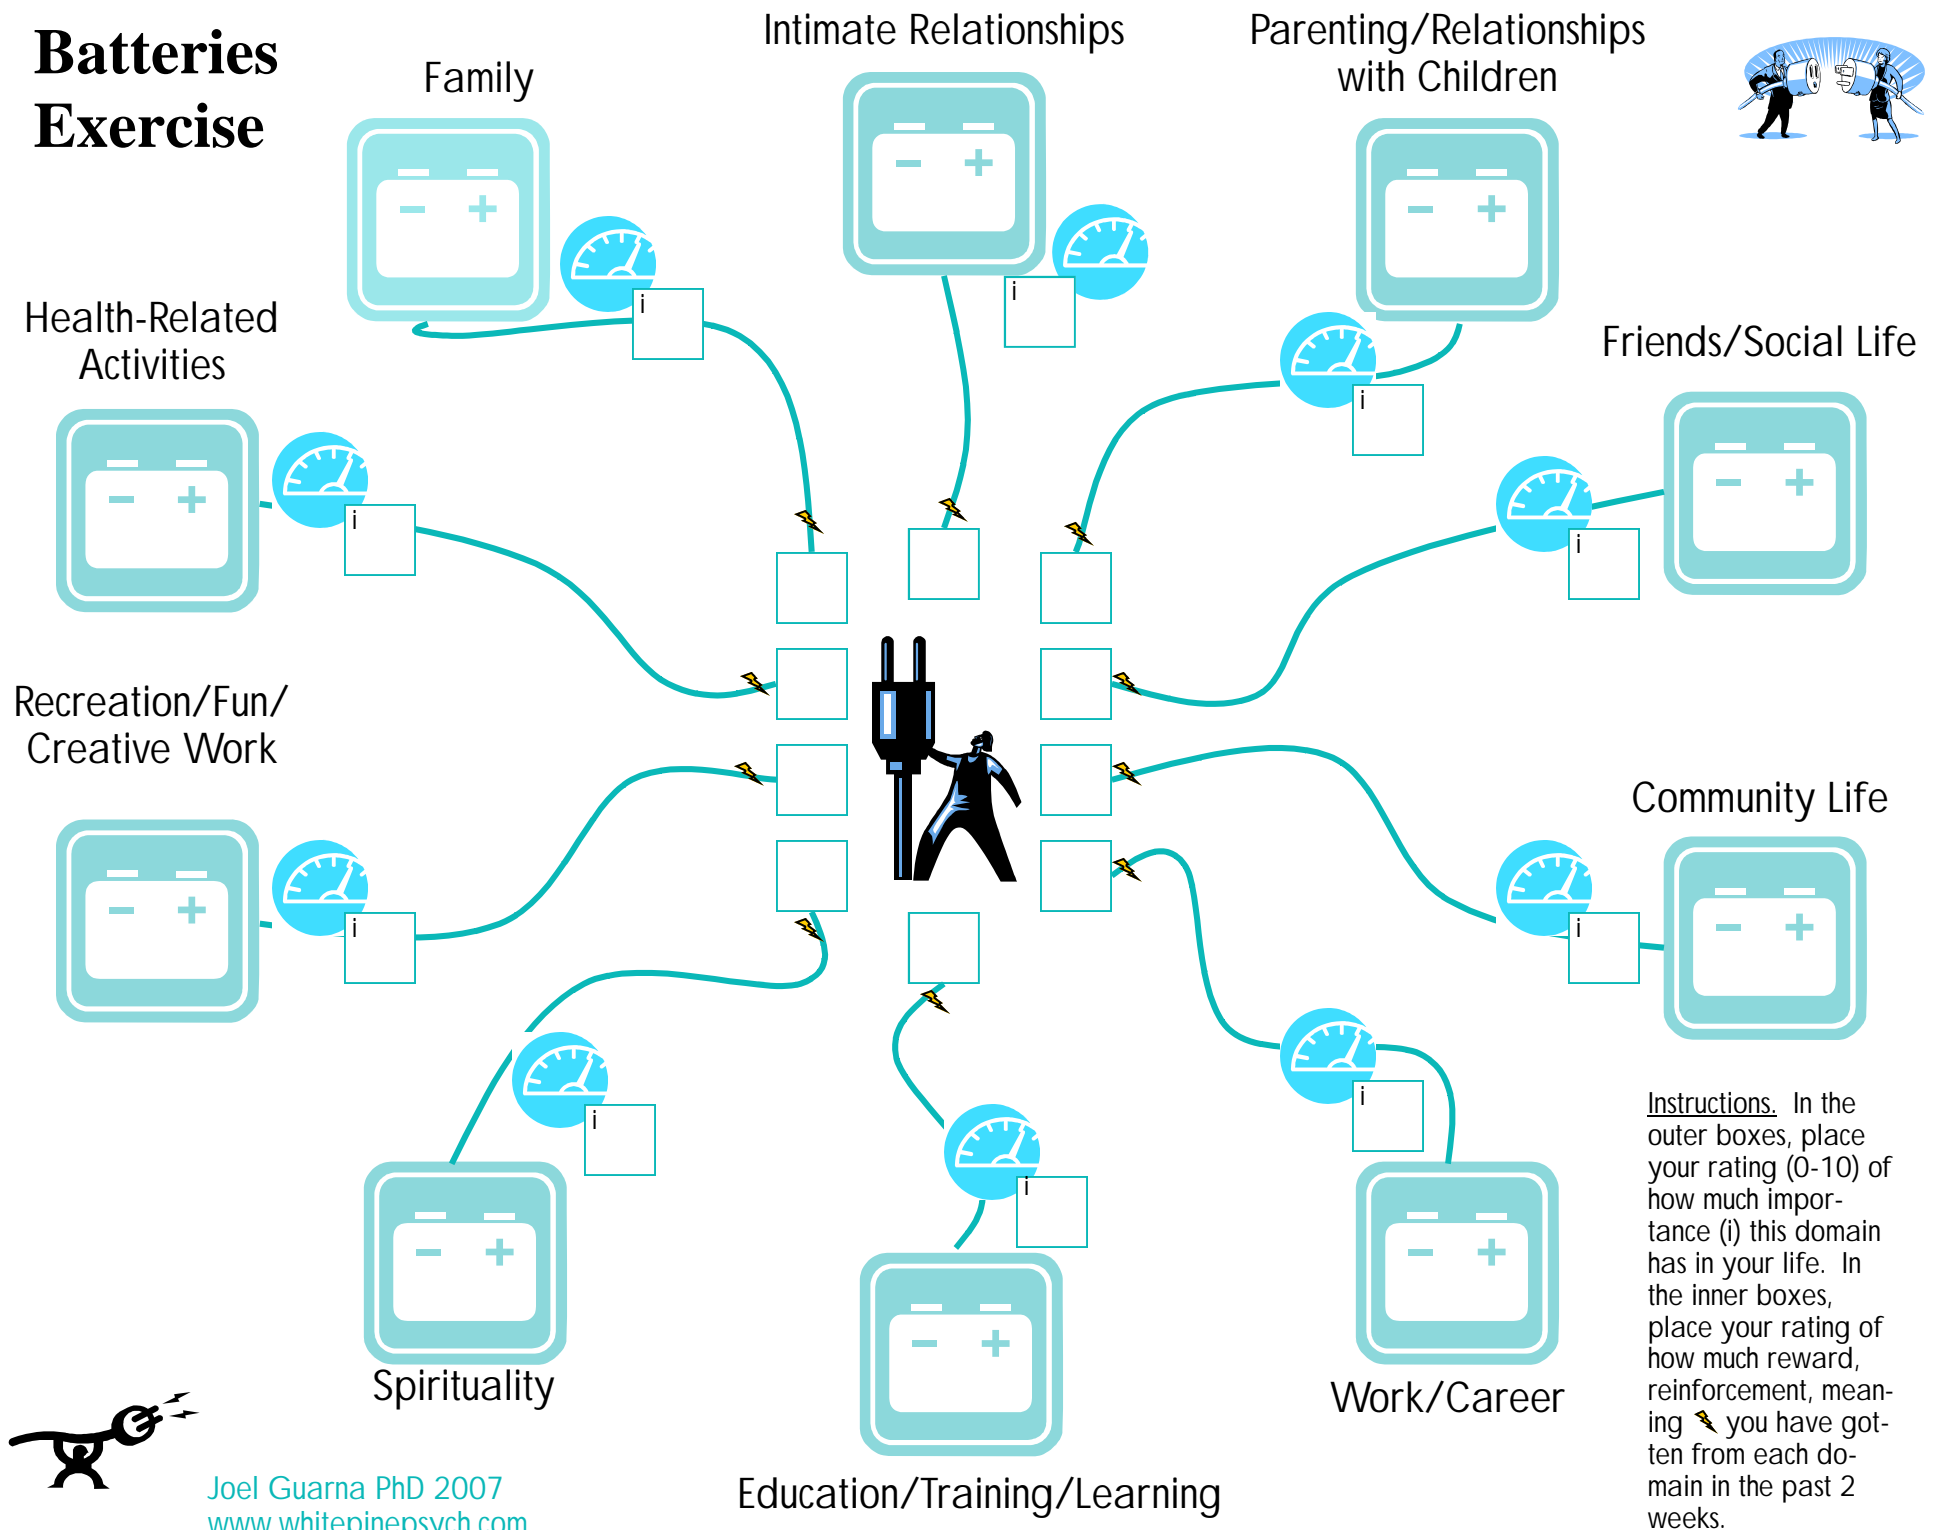 Batteries
Exercise
Family
Intimate Relationships
Parenting/Relationships
with Children
i
i
Health-Related
Activities
i
Friends/Social Life
i
i
Recreation/Fun/
Creative Work
i
Community Life
i
Spirituality
i
Education/Training/Learning
i
Work/Career
i
Instructions.  In the
outer boxes, place
your rating (0-10) of
how much impor-
tance (i) this domain
has in your life.  In
the inner boxes,
place your rating of
how much reward,
reinforcement, mean-
ing you have got-
ten from each do-
main in the past 2
weeks.
Joel Guarna PhD 2007
www.whitepinepsych.com